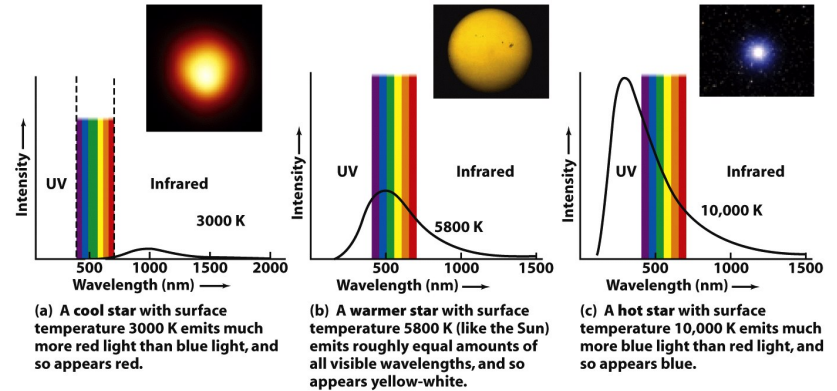 Intensity →
UV
Infrared
3000 K
500
1000
1500
2000
Wavelength (nm) →
(a) A cool star with surface
temperature 3000 K emits much
more red light than blue light, and
so appears red.
Intensity →
UV
Infrared
5800 K
500
1000
1500
Wavelength (nm) →
(b) A warmer star with surface
temperature 5800 K (like the Sun)
emits roughly equal amounts of
all visible wavelengths, and so
appears yellow-white.
Intensity →
UV
Infrared
10,000 K
500
1000
1500
Wavelength (nm) →
(c) A hot star with surface
temperature 10,000 K emits much
more blue light than red light, and
so appears blue.